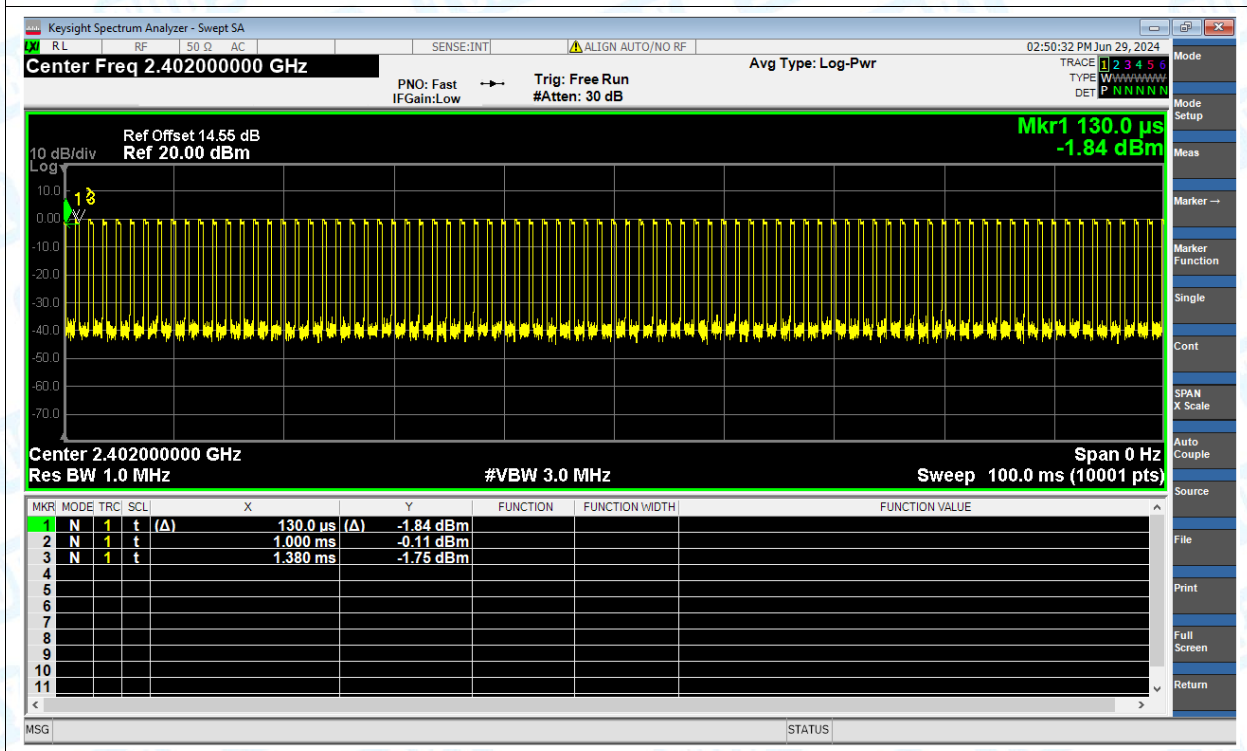 Keysight Spectrum Analyzer - Swept SA
LXI RL RF 50 Ω AC SENSE:INT ALIGN AUTO/NO RF 02:50:32 PM Jun 29, 2024
Center Freq 2.402000000 GHz
PNO: Fast
IFGain:Low
Trig: Free Run
#Atten: 30 dB
Avg Type: Log-Pwr
TRACE 1 2 3 4 5 6
TYPE WWWWWW
DET P N N N N N
Mkr1 130.0 µs
-1.84 dBm
Ref Offset 14.55 dB
10 dB/div Ref 20.00 dBm
Log
10.0
0.00
-10.0
-20.0
-30.0
-40.0
-50.0
-60.0
-70.0
1
3
Center 2.402000000 GHz Span 0 Hz
Res BW 1.0 MHz #VBW 3.0 MHz Sweep 100.0 ms (10001 pts)
MKR MODE TRC SCL X Y FUNCTION FUNCTION WIDTH FUNCTION VALUE
1 N 1 t (Δ) 130.0 µs (Δ) -1.84 dBm
2 N 1 t 1.000 ms -0.11 dBm
3 N 1 t 1.380 ms -1.75 dBm
4
5
6
7
8
9
10
11
MSG STATUS
Mode
Mode
Setup
Meas
Marker →
Marker
Function
Single
Cont
SPAN
X Scale
Auto
Couple
Source
File
Print
Full
Screen
Return